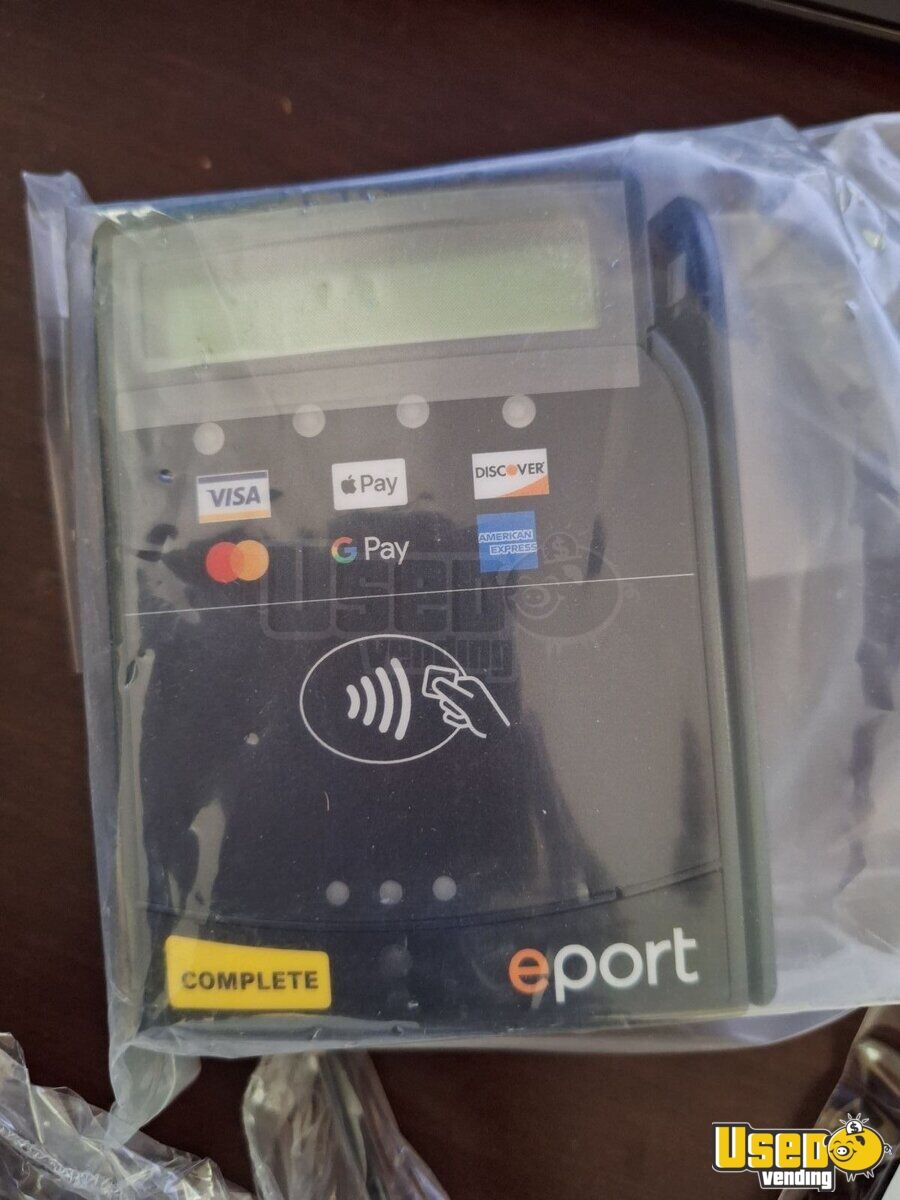 VISA
Pay
DISCOVER
G Pay
AMERICAN
EXPRESS
USED
vending
COMPLETE
eport
USED
vending